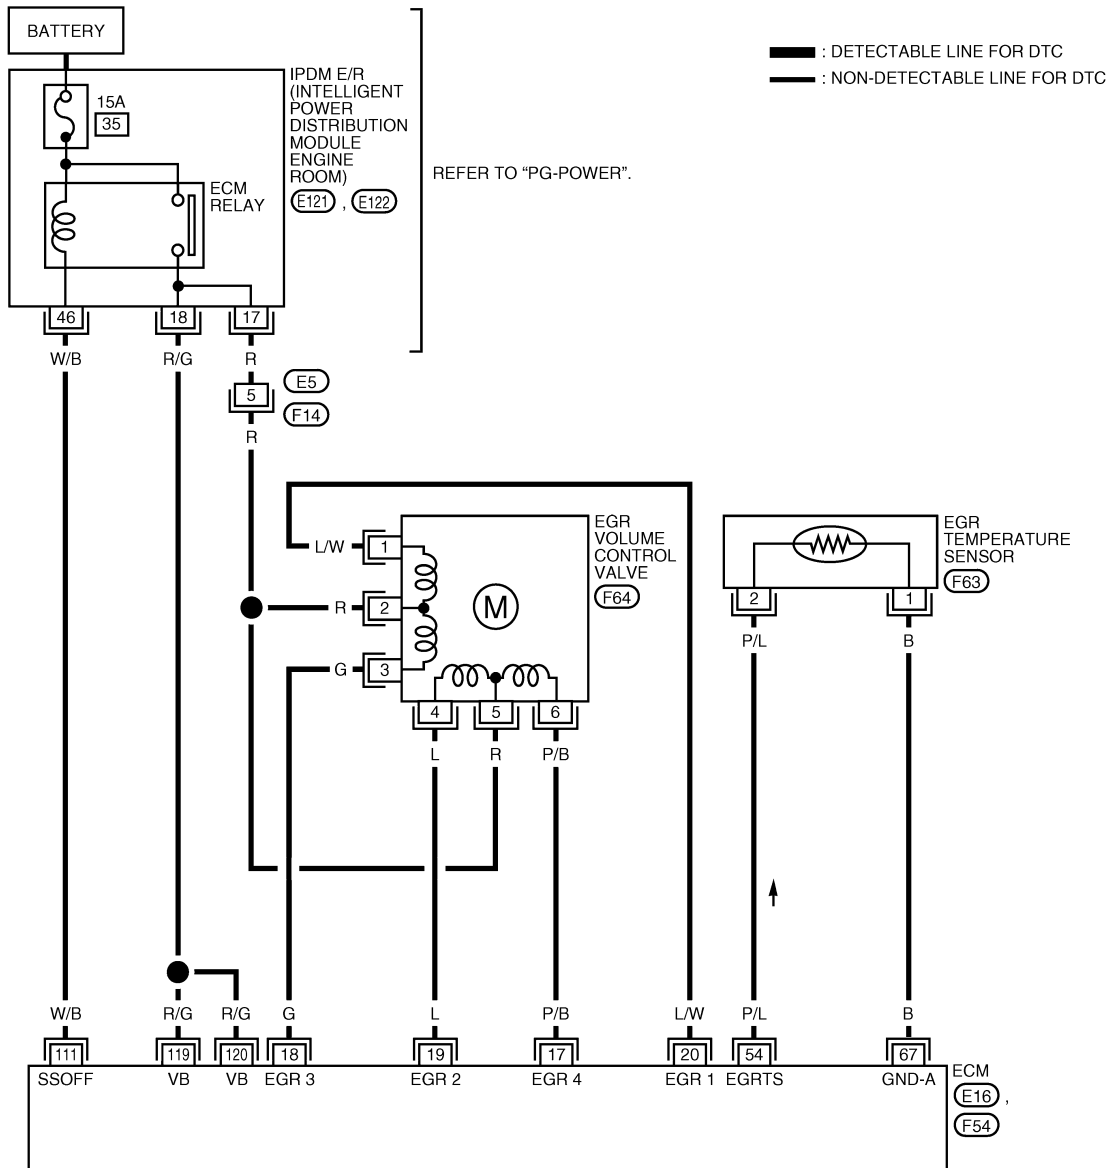 BATTERY
15A
35
IPDM E/R
(INTELLIGENT
POWER
DISTRIBUTION
MODULE
ENGINE
ROOM)
E121 , E122
ECM
RELAY
REFER TO “PG-POWER”.
: DETECTABLE LINE FOR DTC
: NON-DETECTABLE LINE FOR DTC
46 18 17
W/B R/G R
5
E5
F14
R
L/W 1
R 2
G 3
M
EGR
VOLUME
CONTROL
VALVE
F64
4 5 6
L R P/B
EGR
TEMPERATURE
SENSOR
F63
2 1
P/L B
W/B R/G R/G G L P/B L/W P/L B
111 119 120 18 19 17 20 54 67
SSOFF VB VB EGR 3 EGR 2 EGR 4 EGR 1 EGRTS GND-A
ECM
E16 ,
F54